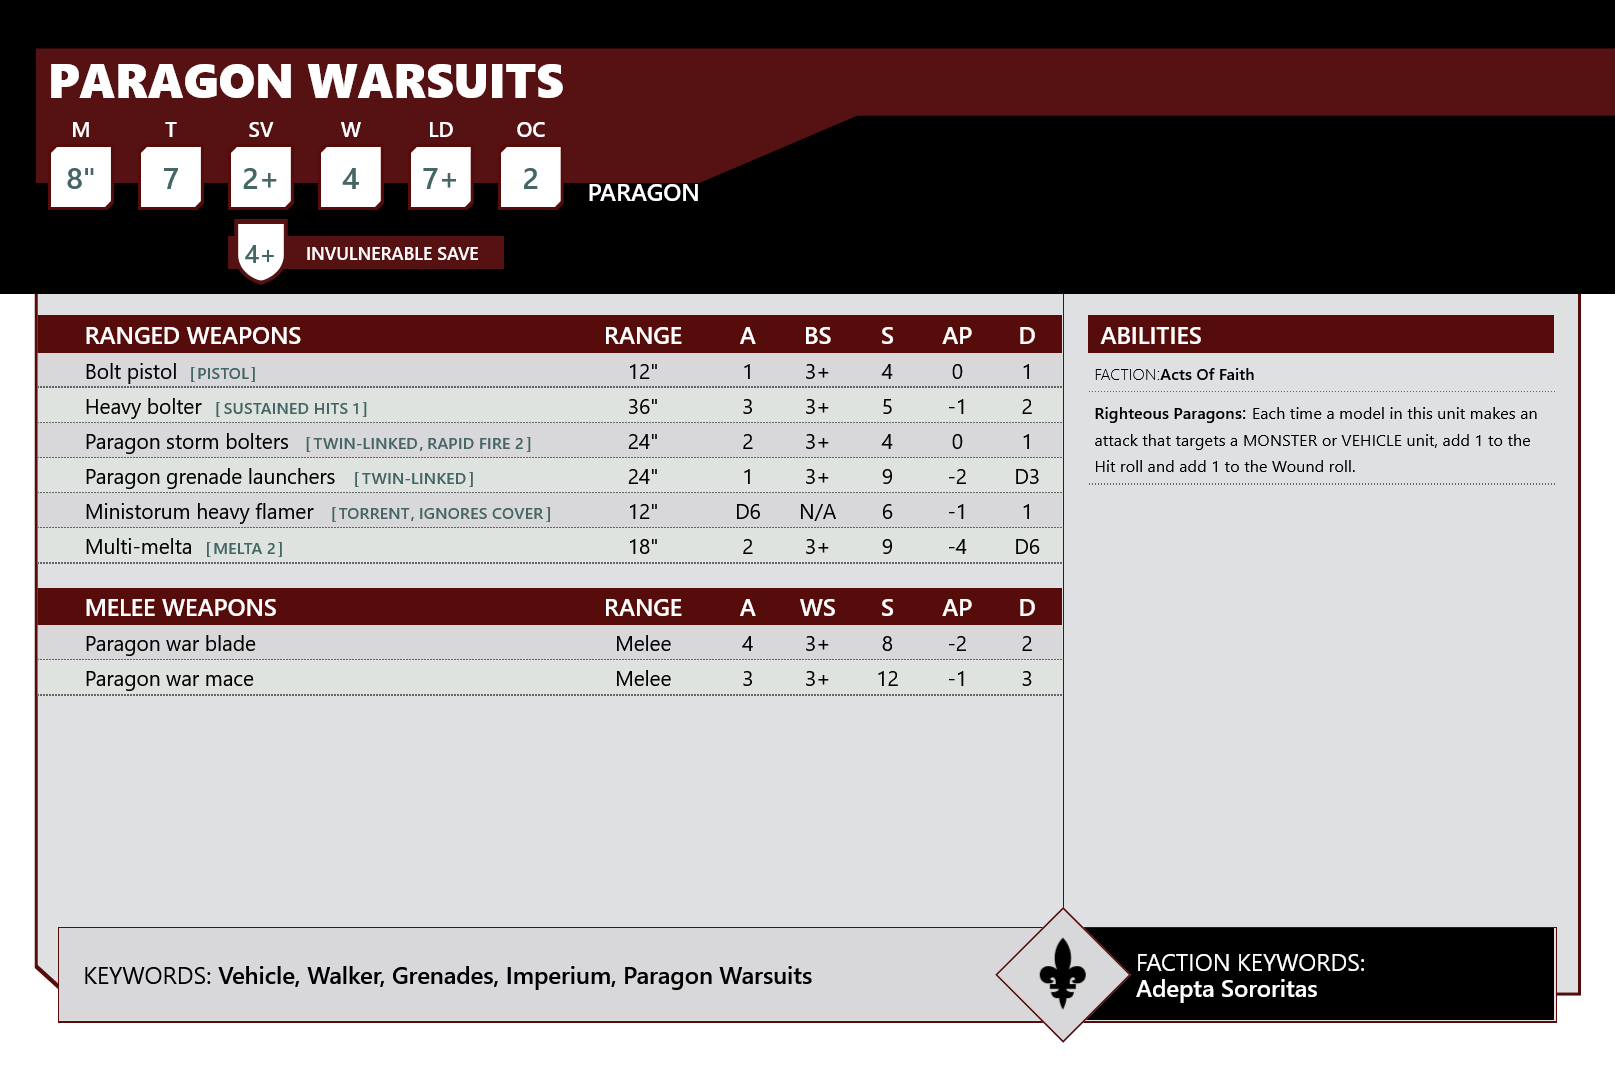 PARAGON WARSUITS
M T SV W LD OC
8" 7 2+ 4 7+ 2
PARAGON
4+ INVULNERABLE SAVE
RANGED WEAPONS RANGE A BS S AP D
Bolt pistol [PISTOL] 12" 1 3+ 4 0 1
Heavy bolter [SUSTAINED HITS 1] 36" 3 3+ 5 -1 2
Paragon storm bolters [TWIN-LINKED, RAPID FIRE 2] 24" 2 3+ 4 0 1
Paragon grenade launchers [TWIN-LINKED] 24" 1 3+ 9 -2 D3
Ministorum heavy flamer [TORRENT, IGNORES COVER] 12" D6 N/A 6 -1 1
Multi-melta [MELTA 2] 18" 2 3+ 9 -4 D6
MELEE WEAPONS RANGE A WS S AP D
Paragon war blade Melee 4 3+ 8 -2 2
Paragon war mace Melee 3 3+ 12 -1 3
ABILITIES
FACTION:Acts Of Faith
Righteous Paragons: Each time a model in this unit makes an
attack that targets a MONSTER or VEHICLE unit, add 1 to the
Hit roll and add 1 to the Wound roll.
KEYWORDS: Vehicle, Walker, Grenades, Imperium, Paragon Warsuits
FACTION KEYWORDS:
Adepta Sororitas